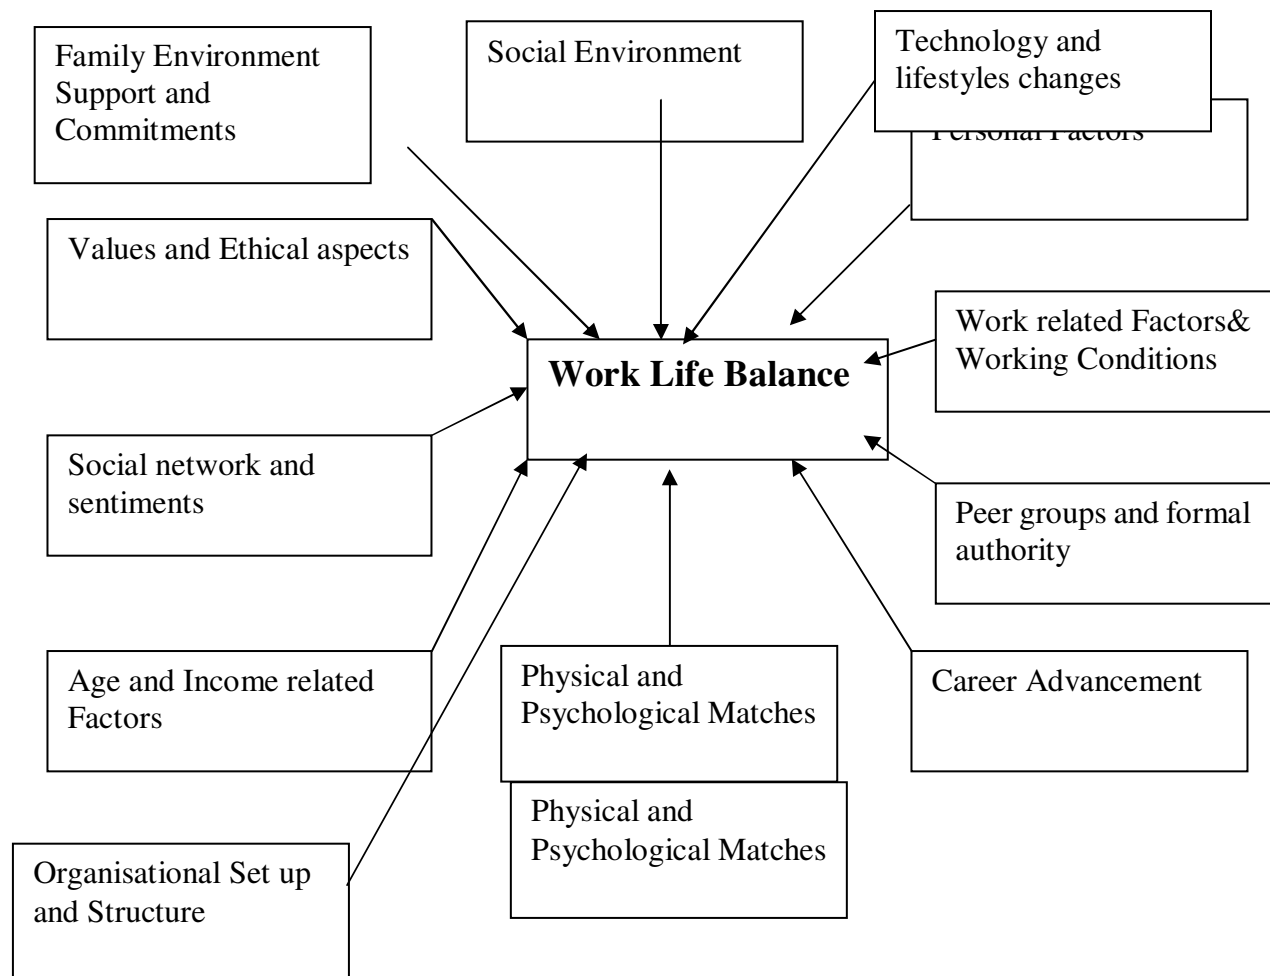 Family Environment
Support and
Commitments
Social Environment
Technology and
lifestyles changes
Personal Factors
Values and Ethical aspects
Work related Factors&
Working Conditions
Work Life Balance
Social network and
sentiments
Peer groups and formal
authority
Age and Income related
Factors
Physical and
Psychological Matches
Career Advancement
Physical and
Psychological Matches
Organisational Set up
and Structure